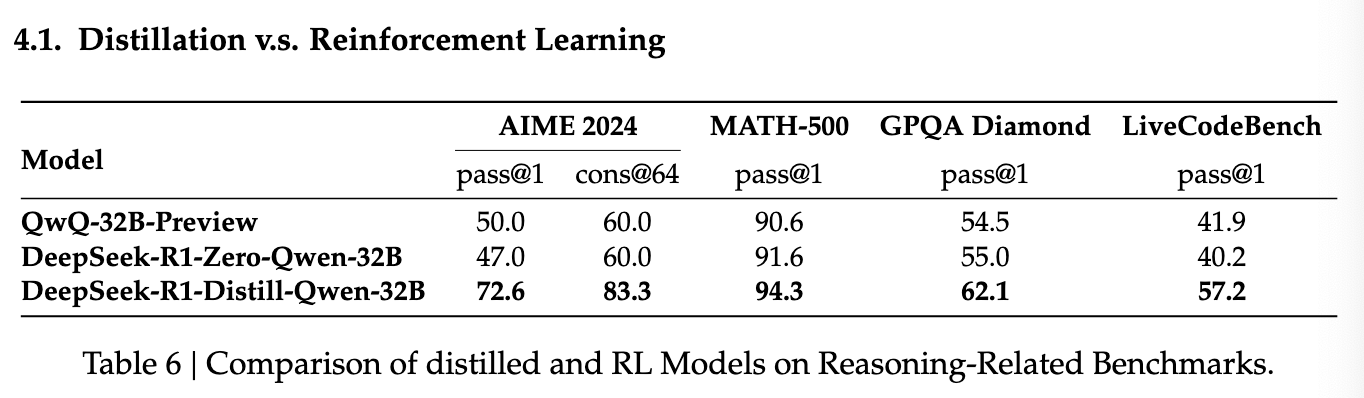 4.1. Distillation v.s. Reinforcement Learning
AIME 2024 MATH-500 GPQA Diamond LiveCodeBench
Model
pass@1 cons@64 pass@1 pass@1 pass@1
QwQ-32B-Preview 50.0 60.0 90.6 54.5 41.9
DeepSeek-R1-Zero-Qwen-32B 47.0 60.0 91.6 55.0 40.2
DeepSeek-R1-Distill-Qwen-32B 72.6 83.3 94.3 62.1 57.2
Table 6 | Comparison of distilled and RL Models on Reasoning-Related Benchmarks.